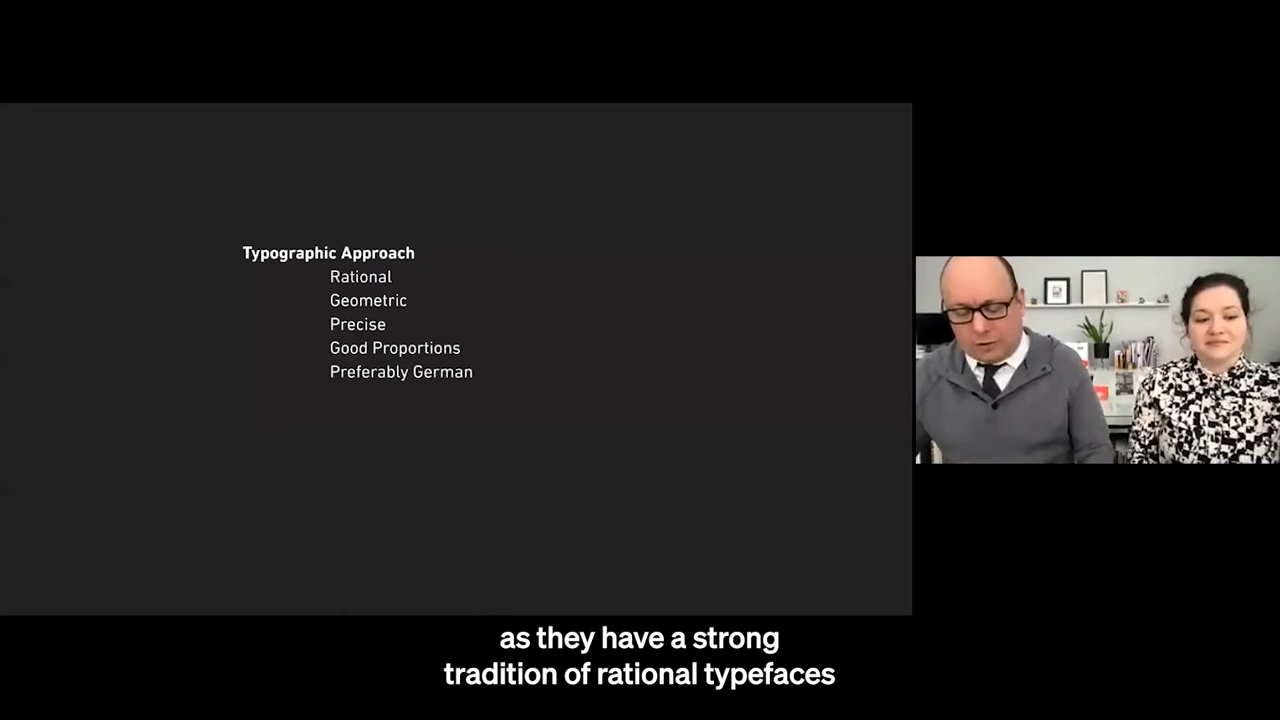 Typographic Approach
Rational
Geometric
Precise
Good Proportions
Preferably German
as they have a strong
tradition of rational typefaces